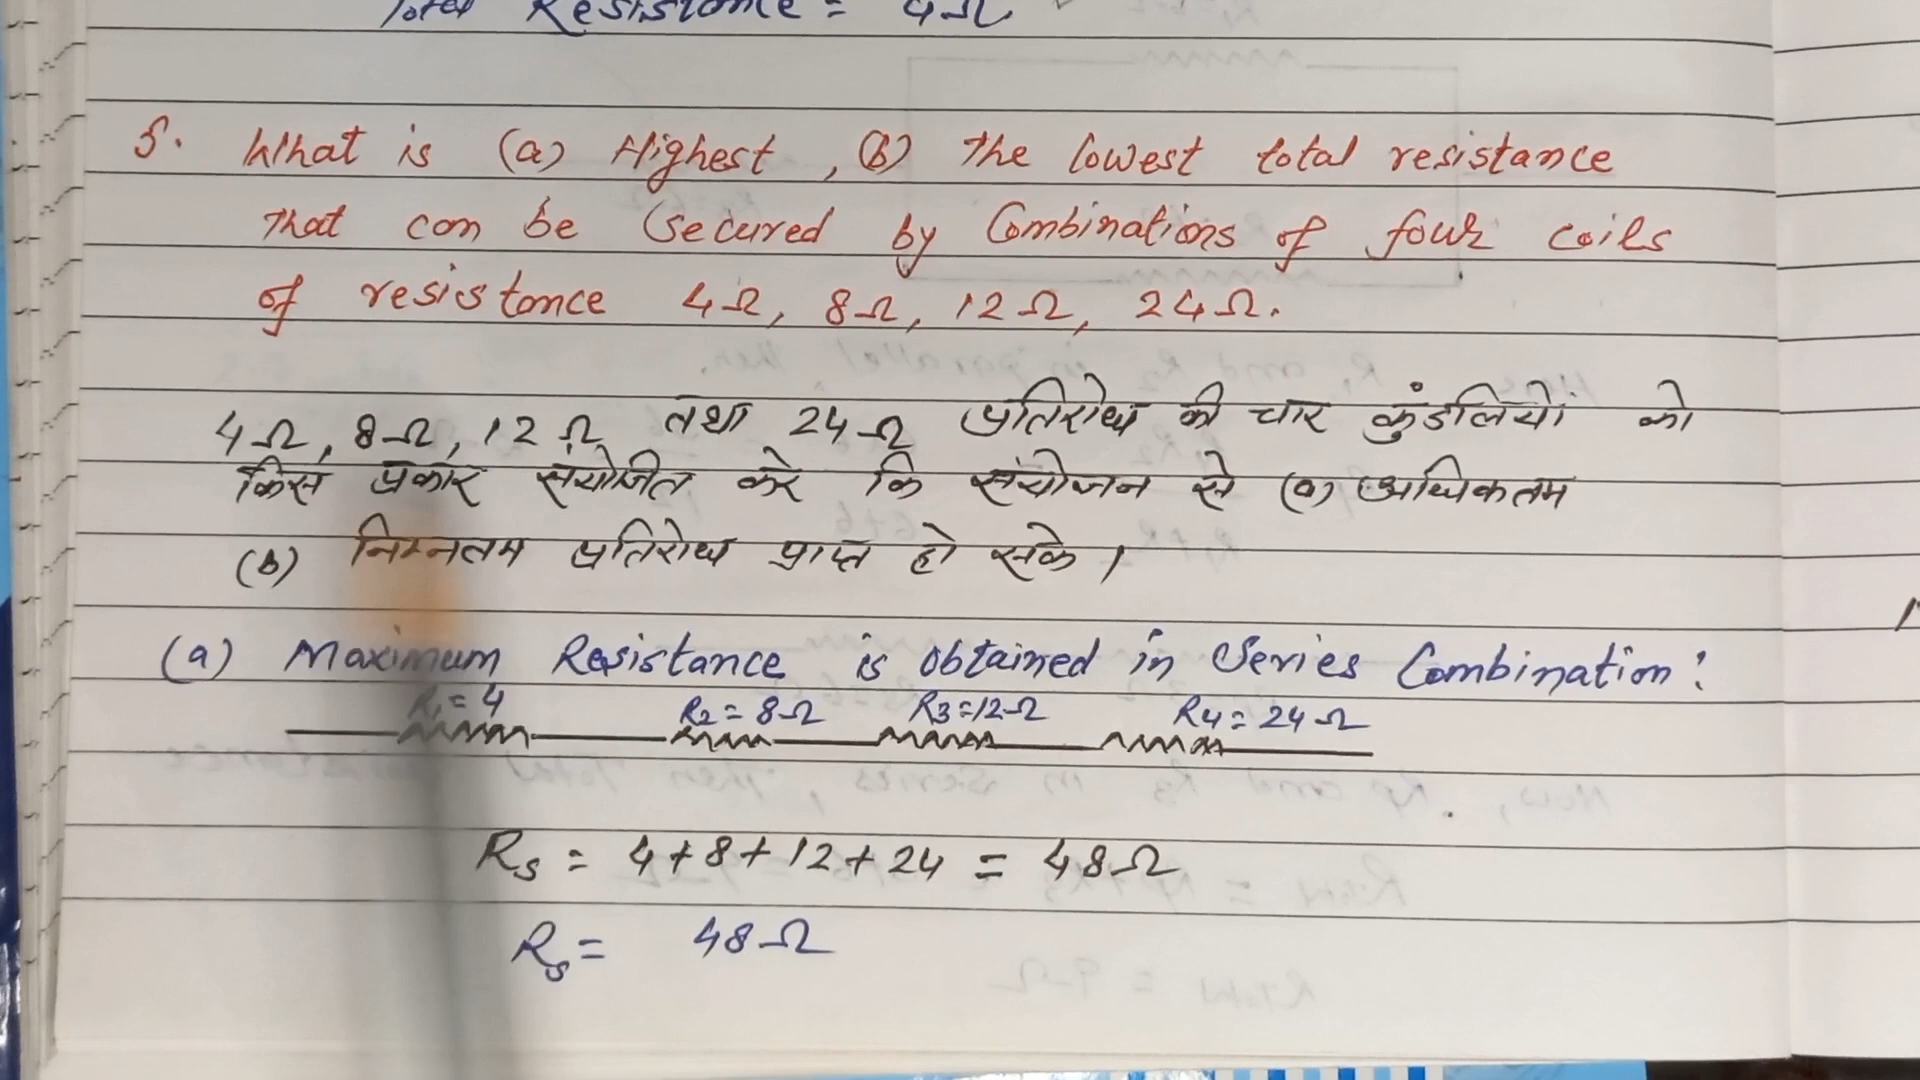 Total Resistance = 4Ω
5. What is (a) Highest, (b) The lowest total resistance
That can be secured by Combinations of four coils
of resistance 4Ω, 8Ω, 12Ω, 24Ω.
4Ω, 8Ω, 12Ω तथा 24Ω प्रतिरोध की चार कुंडलियों को
किस प्रकार संयोजित करे कि संयोजन से (a) अधिकतम
(b) निम्नतम प्रतिरोध प्राप्त हो सके।
(a) Maximum Resistance is obtained in Series Combination:
R₁=4 R2=8Ω R3=12Ω R4=24Ω
Rs = 4+8+12+24 = 48Ω
Rs = 48Ω